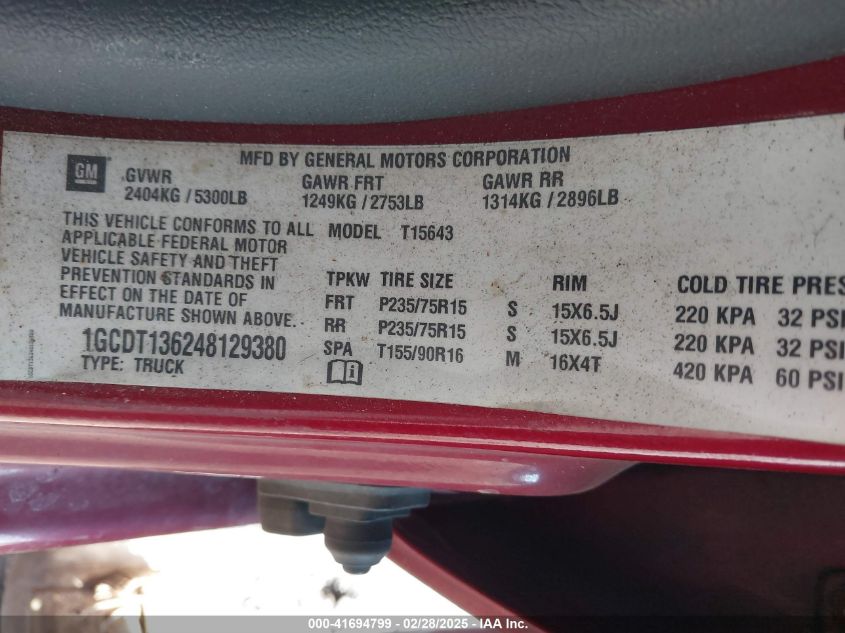 MFD BY GENERAL MOTORS CORPORATION
GM
GVWR GAWR FRT GAWR RR
2404KG / 5300LB 1249KG / 2753LB 1314KG / 2896LB
THIS VEHICLE CONFORMS TO ALL
APPLICABLE FEDERAL MOTOR
VEHICLE SAFETY AND THEFT
PREVENTION STANDARDS IN
EFFECT ON THE DATE OF
MANUFACTURE SHOWN ABOVE.
1GCDT136248129380
TYPE: TRUCK
MODEL T15643
TPKW TIRE SIZE RIM COLD TIRE PRES
FRT P235/75R15 S 15X6.5J 220 KPA 32 PSI
RR P235/75R15 S 15X6.5J 220 KPA 32 PSI
SPA T155/90R16 M 16X4T 420 KPA 60 PSI
i
000-41694799 - 02/28/2025 - IAA Inc.